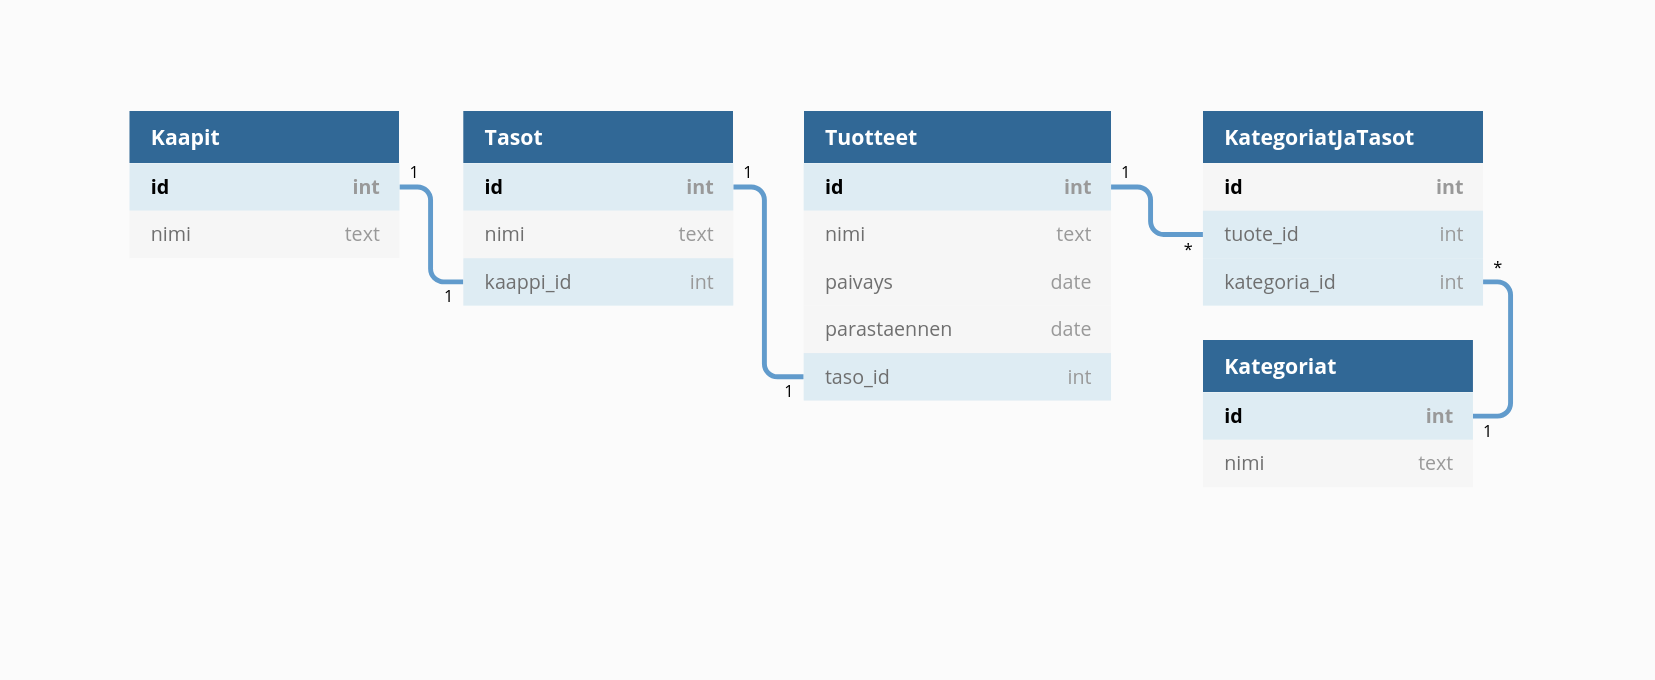 Kaapit
id int
nimi text
1
1
Tasot
id int
nimi text
kaappi_id int
1
1
Tuotteet
id int
nimi text
paivays date
parastaennen date
taso_id int
1
*
KategoriatJaTasot
id int
tuote_id int
kategoria_id int
*
1
Kategoriat
id int
nimi text